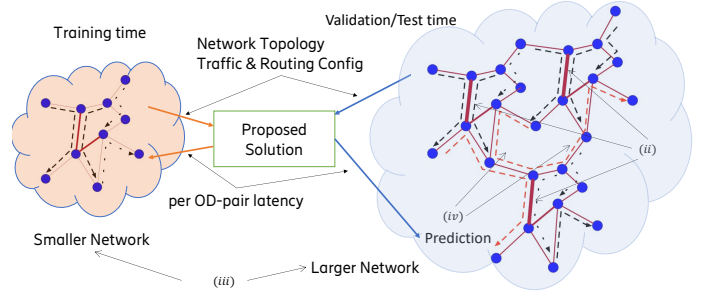 Training time
Validation/Test time
Network Topology
Traffic & Routing Config
Proposed
Solution
(ii)
(iv)
per OD-pair latency
Prediction
Smaller Network
(iii)
Larger Network